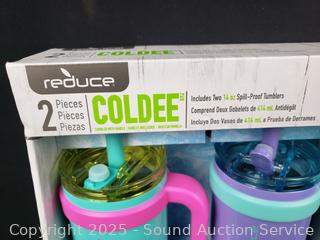 reduce
2 Pieces
Pièces
Piezas
COLDEE
Includes Two 14 oz Spill-Proof Tumblers
Comprend Deux Gobelets de 414 ml, Antidégât
Incluye Dos Vasos de 414 ml, a Prueba de Derrames
Copyright 2025 - Sound Auction Service